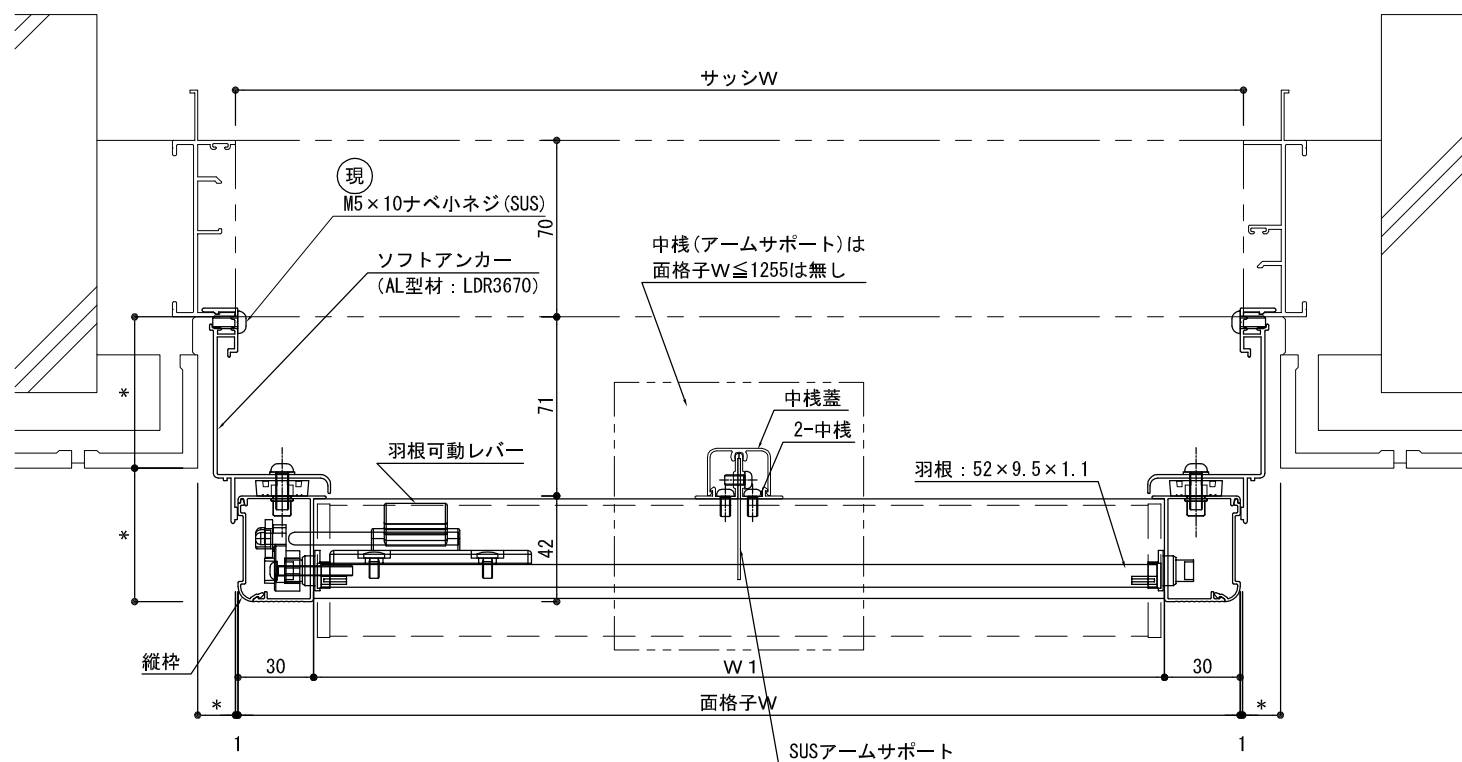 サッシW
現
M5×10ナベ小ネジ(SUS)
70
ソフトアンカー
(AL型材：LDR3670)
中桟(アームサポート)は
面格子W≦1255は無し
*
71
中桟蓋
2-中桟
羽根可動レバー
羽根：52×9.5×1.1
*
42
縦枠
30
W1
30
*
面格子W
*
1
SUSアームサポート
1